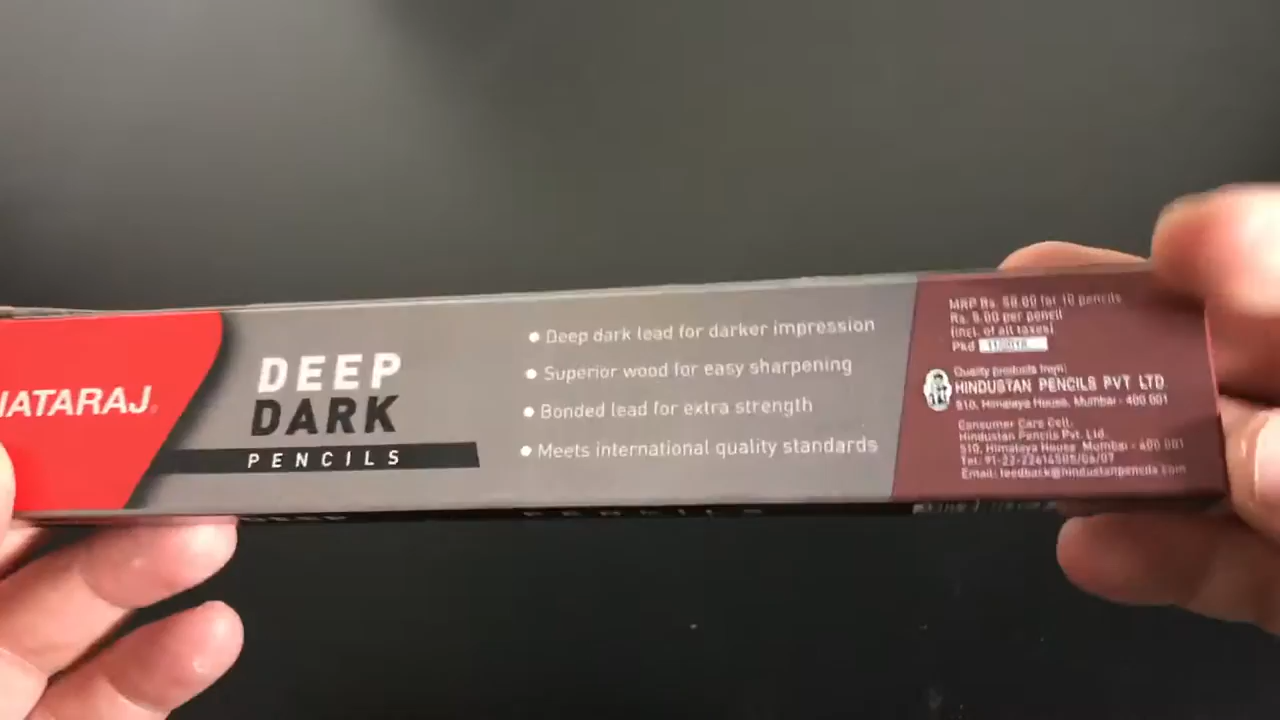 NATARAJ
DEEP
DARK
PENCILS
● Deep dark lead for darker impression
● Superior wood for easy sharpening
● Bonded lead for extra strength
● Meets international quality standards
MRP Rs. 50.00 for 10 pencils
Rs. 5.00 per pencil
(incl. of all taxes)
Pkd
Quality products from:
HINDUSTAN PENCILS PVT LTD.
510, Himalaya House, Mumbai - 400 001
Consumer Care Cell.
Hindustan Pencils Pvt. Ltd.
510, Himalaya House Mumbai - 400 001
Email: feedback@hindustanpencils.com
DEEP
PENCILS